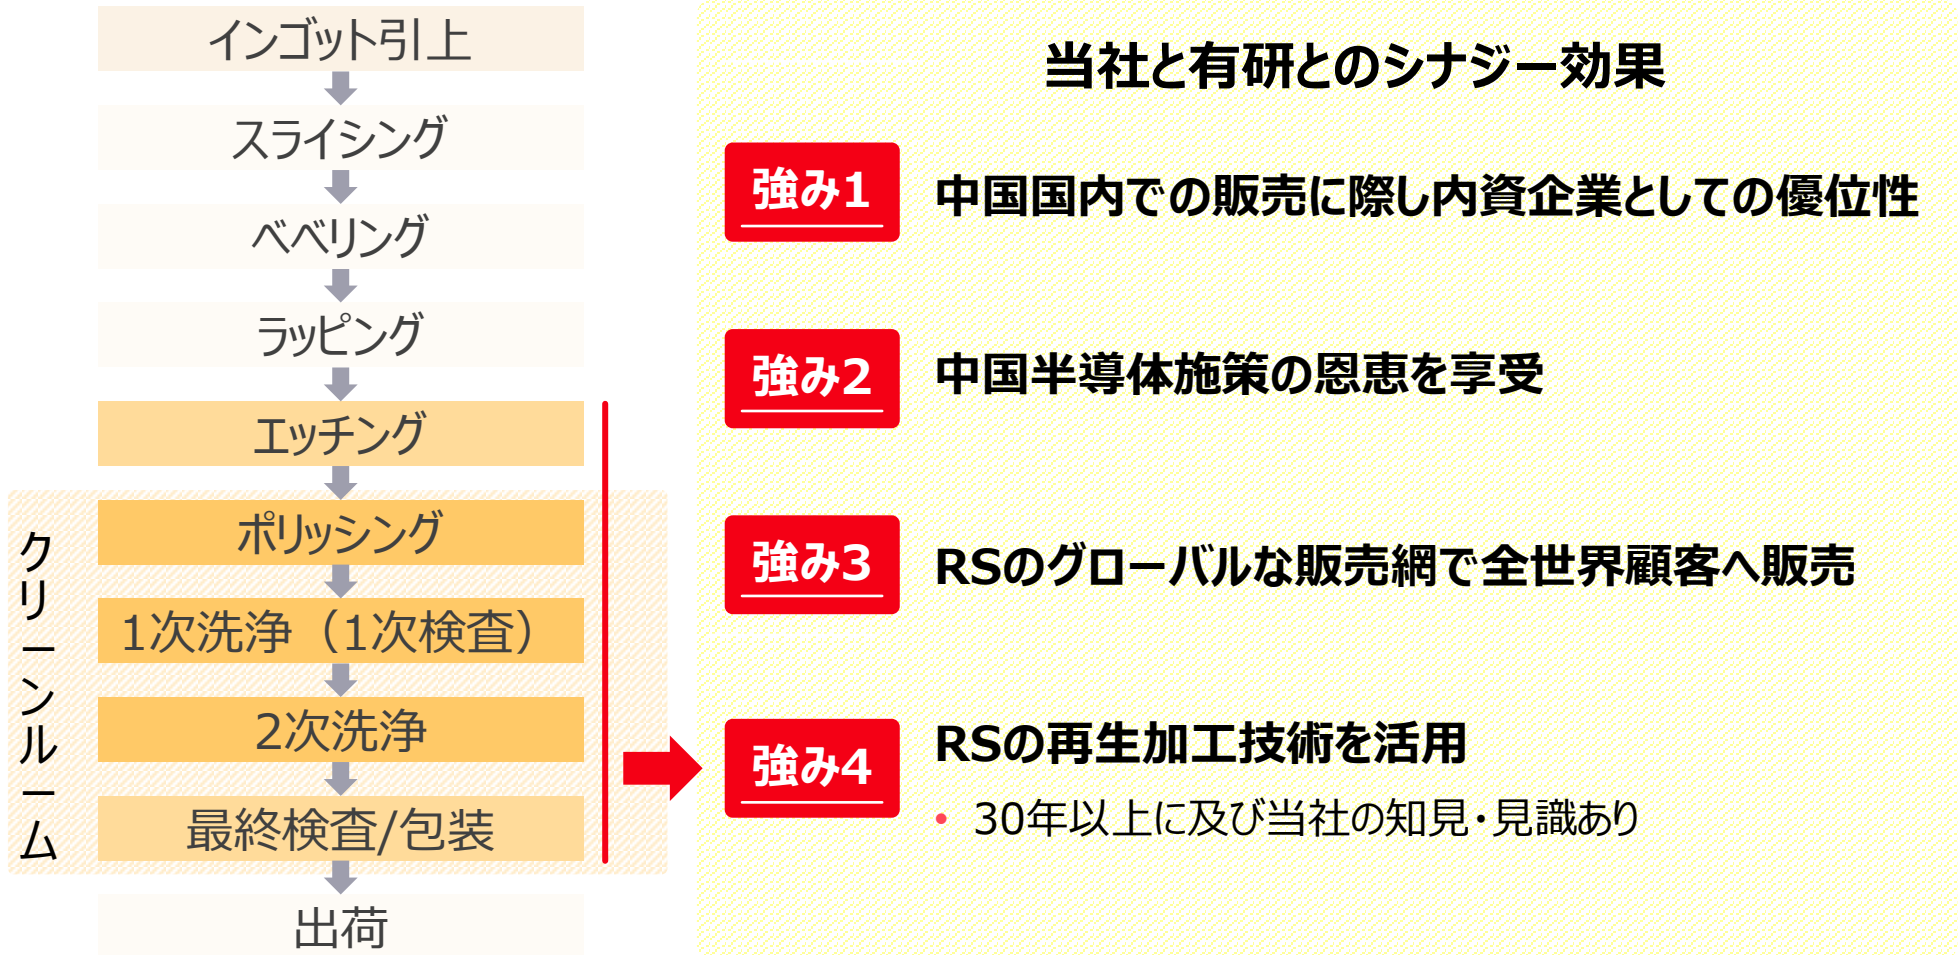 インゴット引上
スライシング
べべリング
ラッピング
エッチング
クリーンルーム
ポリッシング
1次洗浄（1次検査）
2次洗浄
最終検査/包装
出荷
当社と有研とのシナジー効果
強み1
中国国内での販売に際し内資企業としての優位性
強み2
中国半導体施策の恩恵を享受
強み3
RSのグローバルな販売網で全世界顧客へ販売
強み4
RSの再生加工技術を活用
• 30年以上に及び当社の知見・見識あり